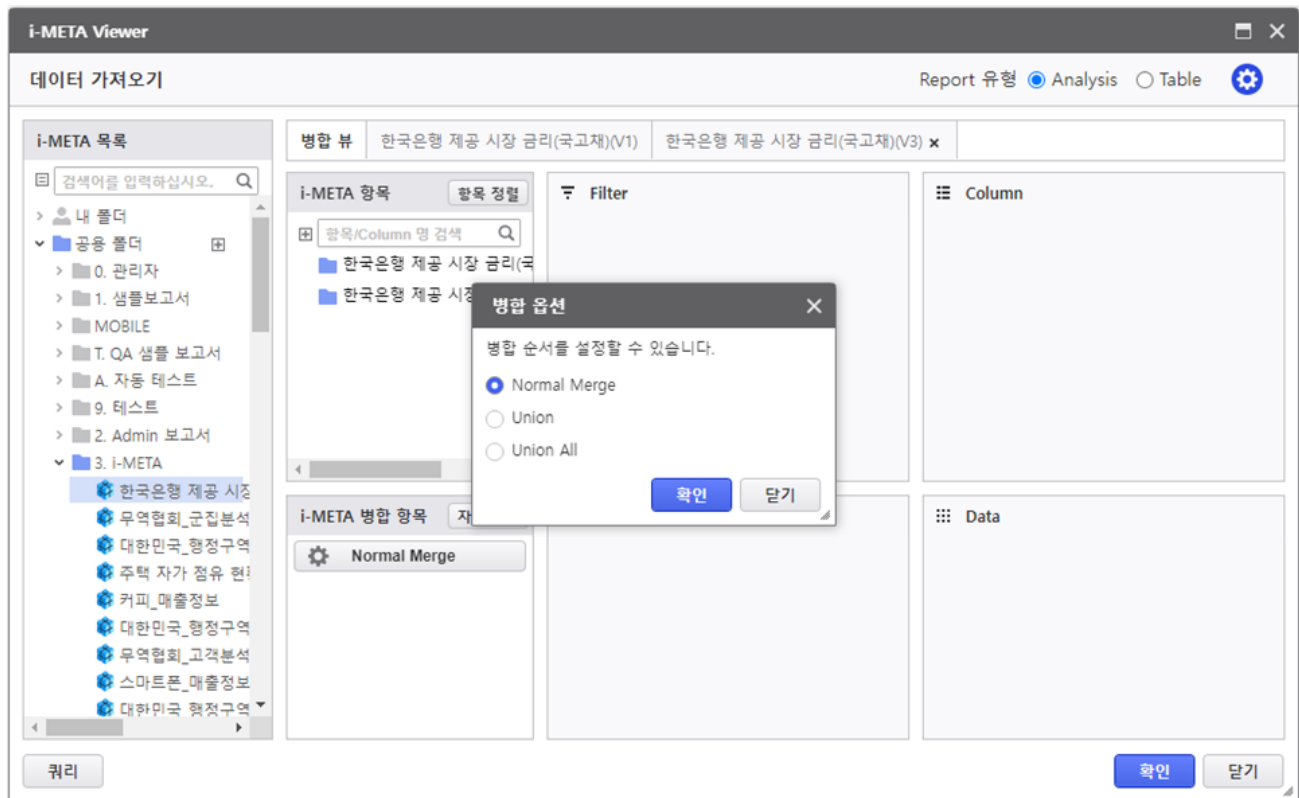 i-META Viewer
데이터 가져오기
Report 유형 Analysis Table
i-META 목록
검색어를 입력하십시오.
내 폴더
공용 폴더
0. 관리자
1. 샘플보고서
MOBILE
T. QA 샘플 보고서
A. 자동 테스트
9. 테스트
2. Admin 보고서
3. i-META
한국은행 제공 시장
무역협회_군집분석
대한민국_행정구역
주택 자가 점유 현
커피_매출정보
대한민국_행정구역
무역협회_고객분석
스마트폰_매출정보
대한민국 행정구역
병합 뷰 한국은행 제공 시장 금리(국고채)(V1) 한국은행 제공 시장 금리(국고채)(V3)
i-META 항목 항목 정렬
항목/Column 명 검색
한국은행 제공 시장 금리(국
한국은행 제공 시장
Filter
Column
병합 옵션
병합 순서를 설정할 수 있습니다.
Normal Merge
Union
Union All
확인 닫기
i-META 병합 항목 자
Normal Merge
Data
쿼리
확인 닫기